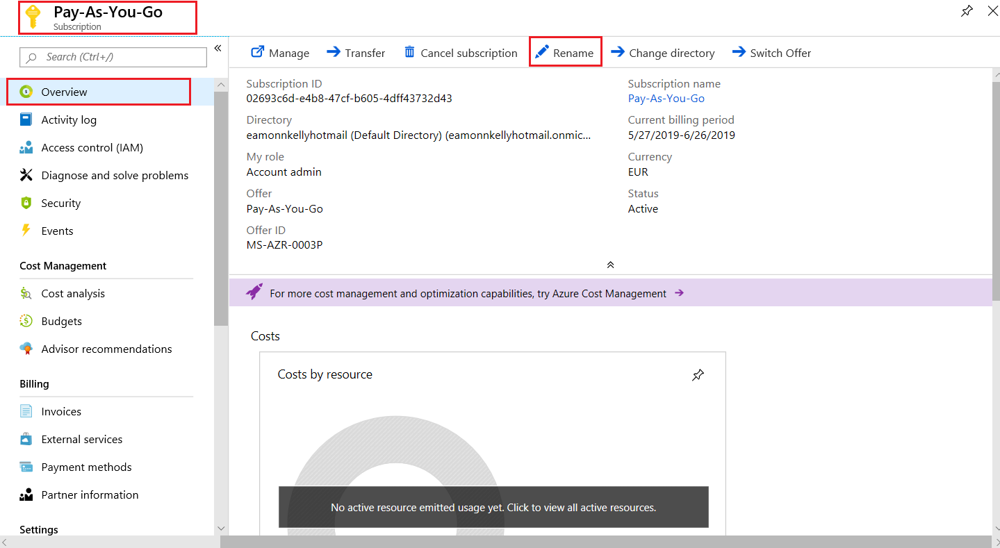 Pay-As-You-Go
Subscription
Search (Ctrl+/)
«
Overview
Activity log
Access control (IAM)
Diagnose and solve problems
Security
Events
Cost Management
Cost analysis
Budgets
Advisor recommendations
Billing
Invoices
External services
Payment methods
Partner information
Settings
Manage Transfer Cancel subscription Rename Change directory Switch Offer
Subscription ID
02693c6d-e4b8-47cf-b605-4dff43732d43
Directory
eamonnkellyhotmail (Default Directory) (eamonnkellyhotmail.onmic...
My role
Account admin
Offer
Pay-As-You-Go
Offer ID
MS-AZR-0003P
Subscription name
Pay-As-You-Go
Current billing period
5/27/2019-6/26/2019
Currency
EUR
Status
Active
For more cost management and optimization capabilities, try Azure Cost Management
Costs
Costs by resource
No active resource emitted usage yet. Click to view all active resources.